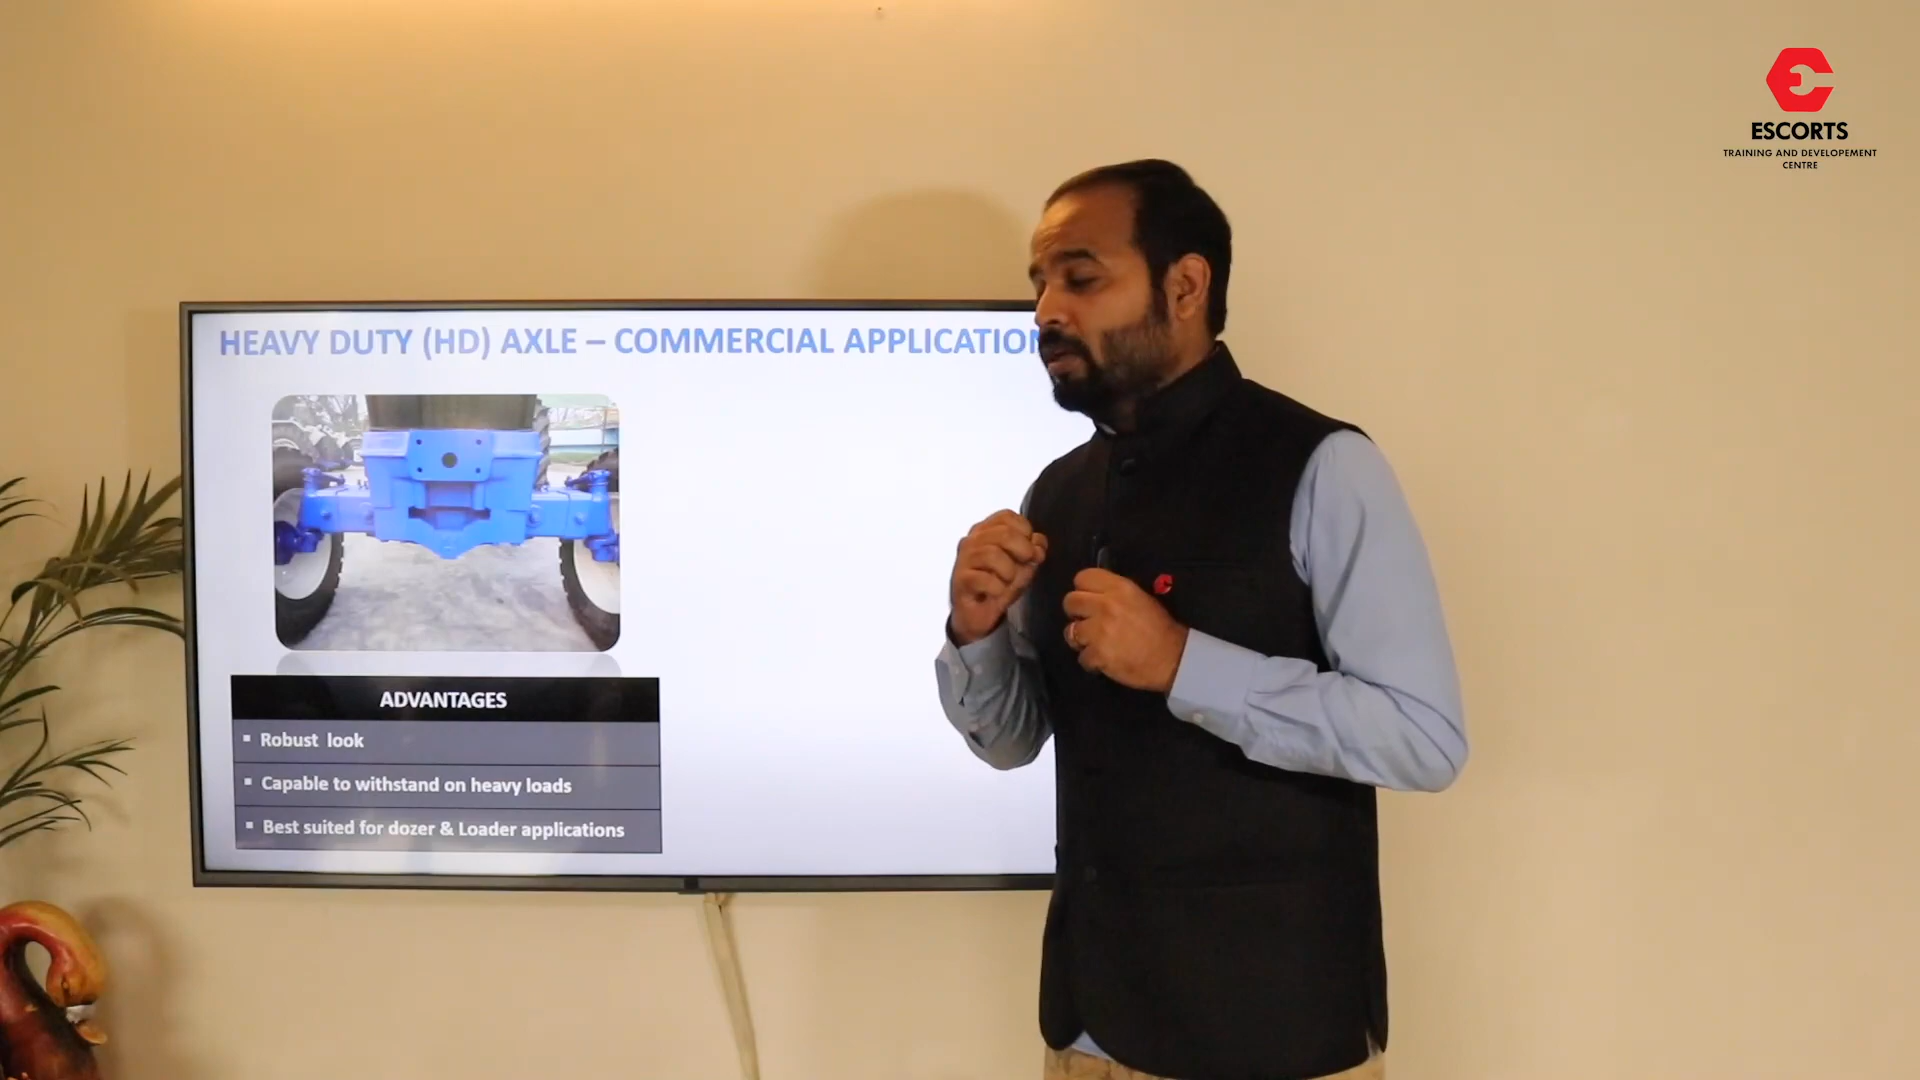 ESCORTS
TRAINING AND DEVELOPEMENT
CENTRE
HEAVY DUTY (HD) AXLE – COMMERCIAL APPLICATION
ADVANTAGES
▪ Robust look
▪ Capable to withstand on heavy loads
▪ Best suited for dozer & Loader applications